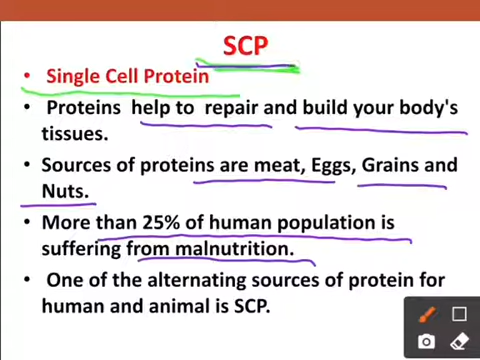 SCP
• Single Cell Protein
• Proteins help to repair and build your body's
tissues.
• Sources of proteins are meat, Eggs, Grains and
Nuts.
• More than 25% of human population is
suffering from malnutrition.
• One of the alternating sources of protein for
human and animal is SCP.